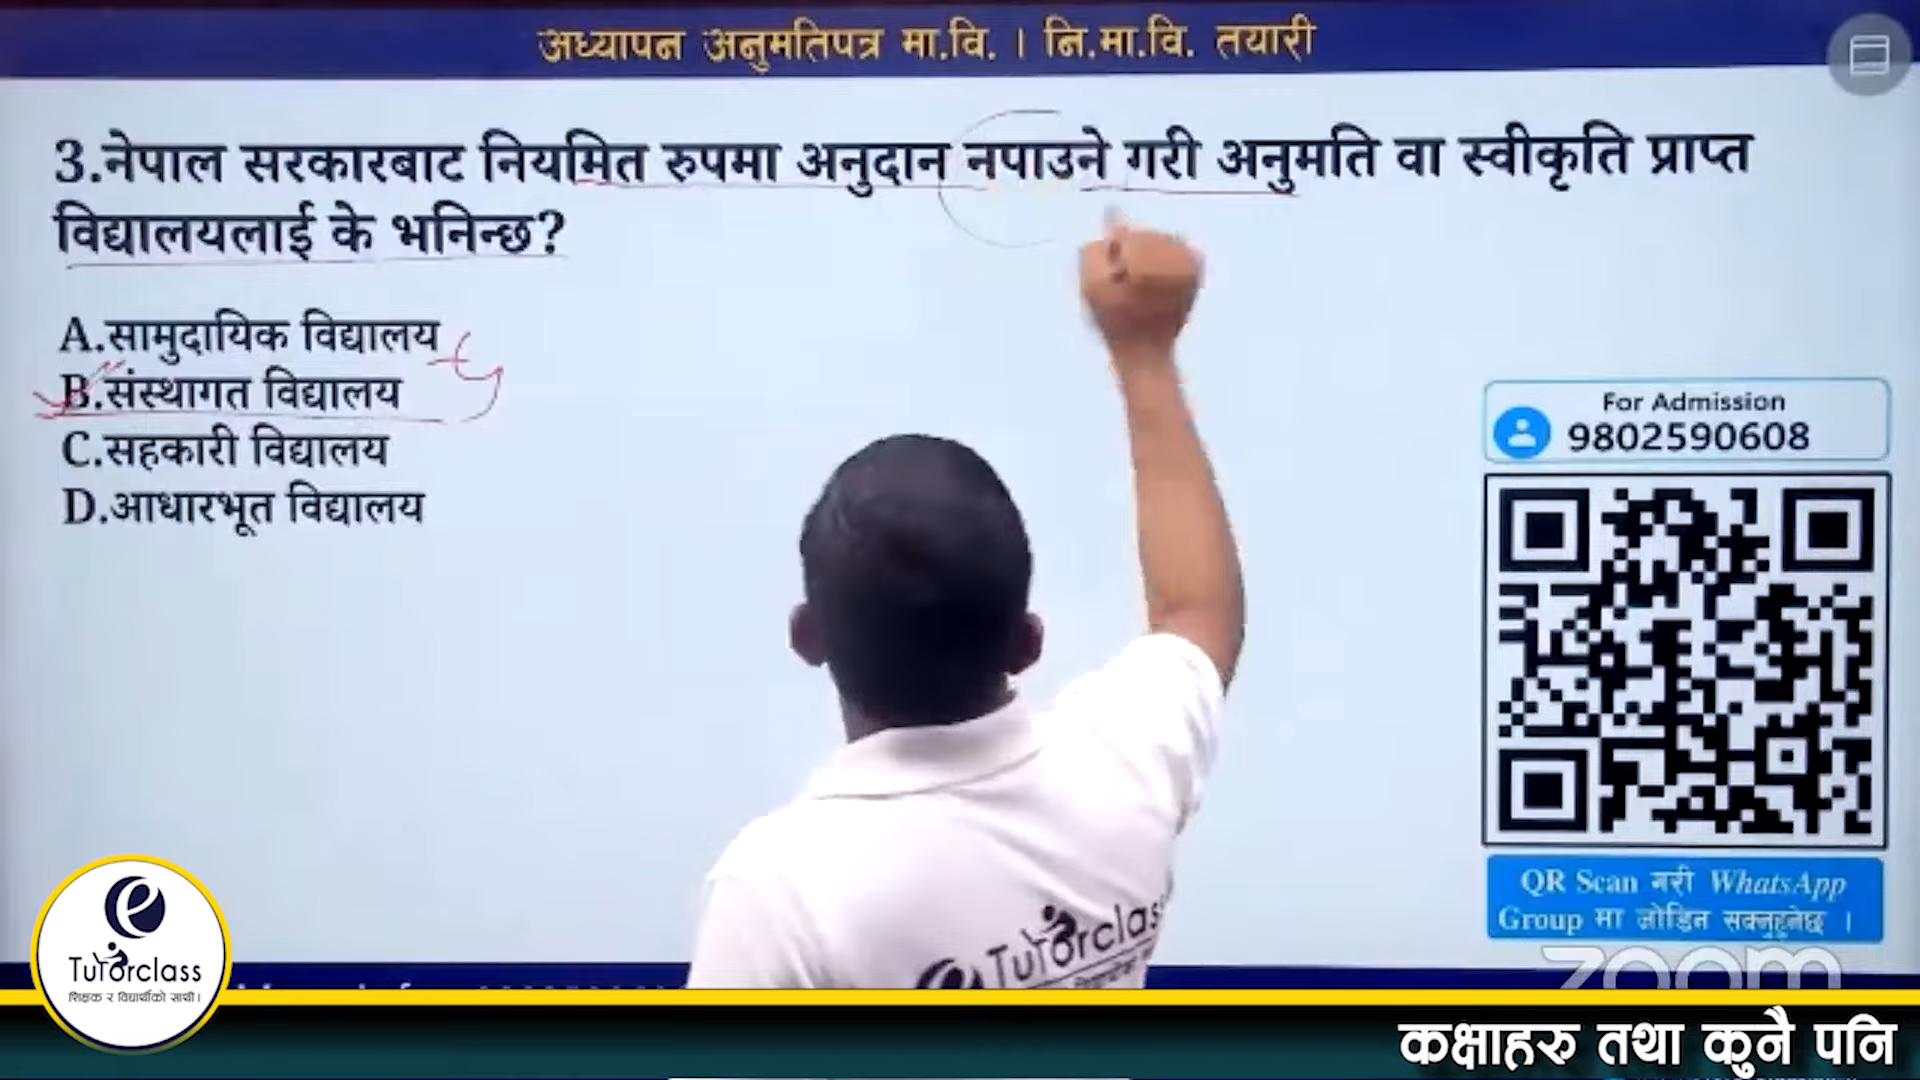 अध्यापन अनुमतिपत्र मा.वि. । नि.मा.वि. तयारी
3.नेपाल सरकारबाट नियमित रुपमा अनुदान नपाउने गरी अनुमति वा स्वीकृति प्राप्त
विद्यालयलाई के भनिन्छ?
A.सामुदायिक विद्यालय
B.संस्थागत विद्यालय
C.सहकारी विद्यालय
D.आधारभूत विद्यालय
For Admission
9802590608
QR Scan गरी WhatsApp
Group मा जोडिन सक्नुहुनेछ ।
zoom
e
Tutorclass
शिक्षक र विद्यार्थीको साथी।
Tutorclass
कक्षाहरु तथा कुनै पनि